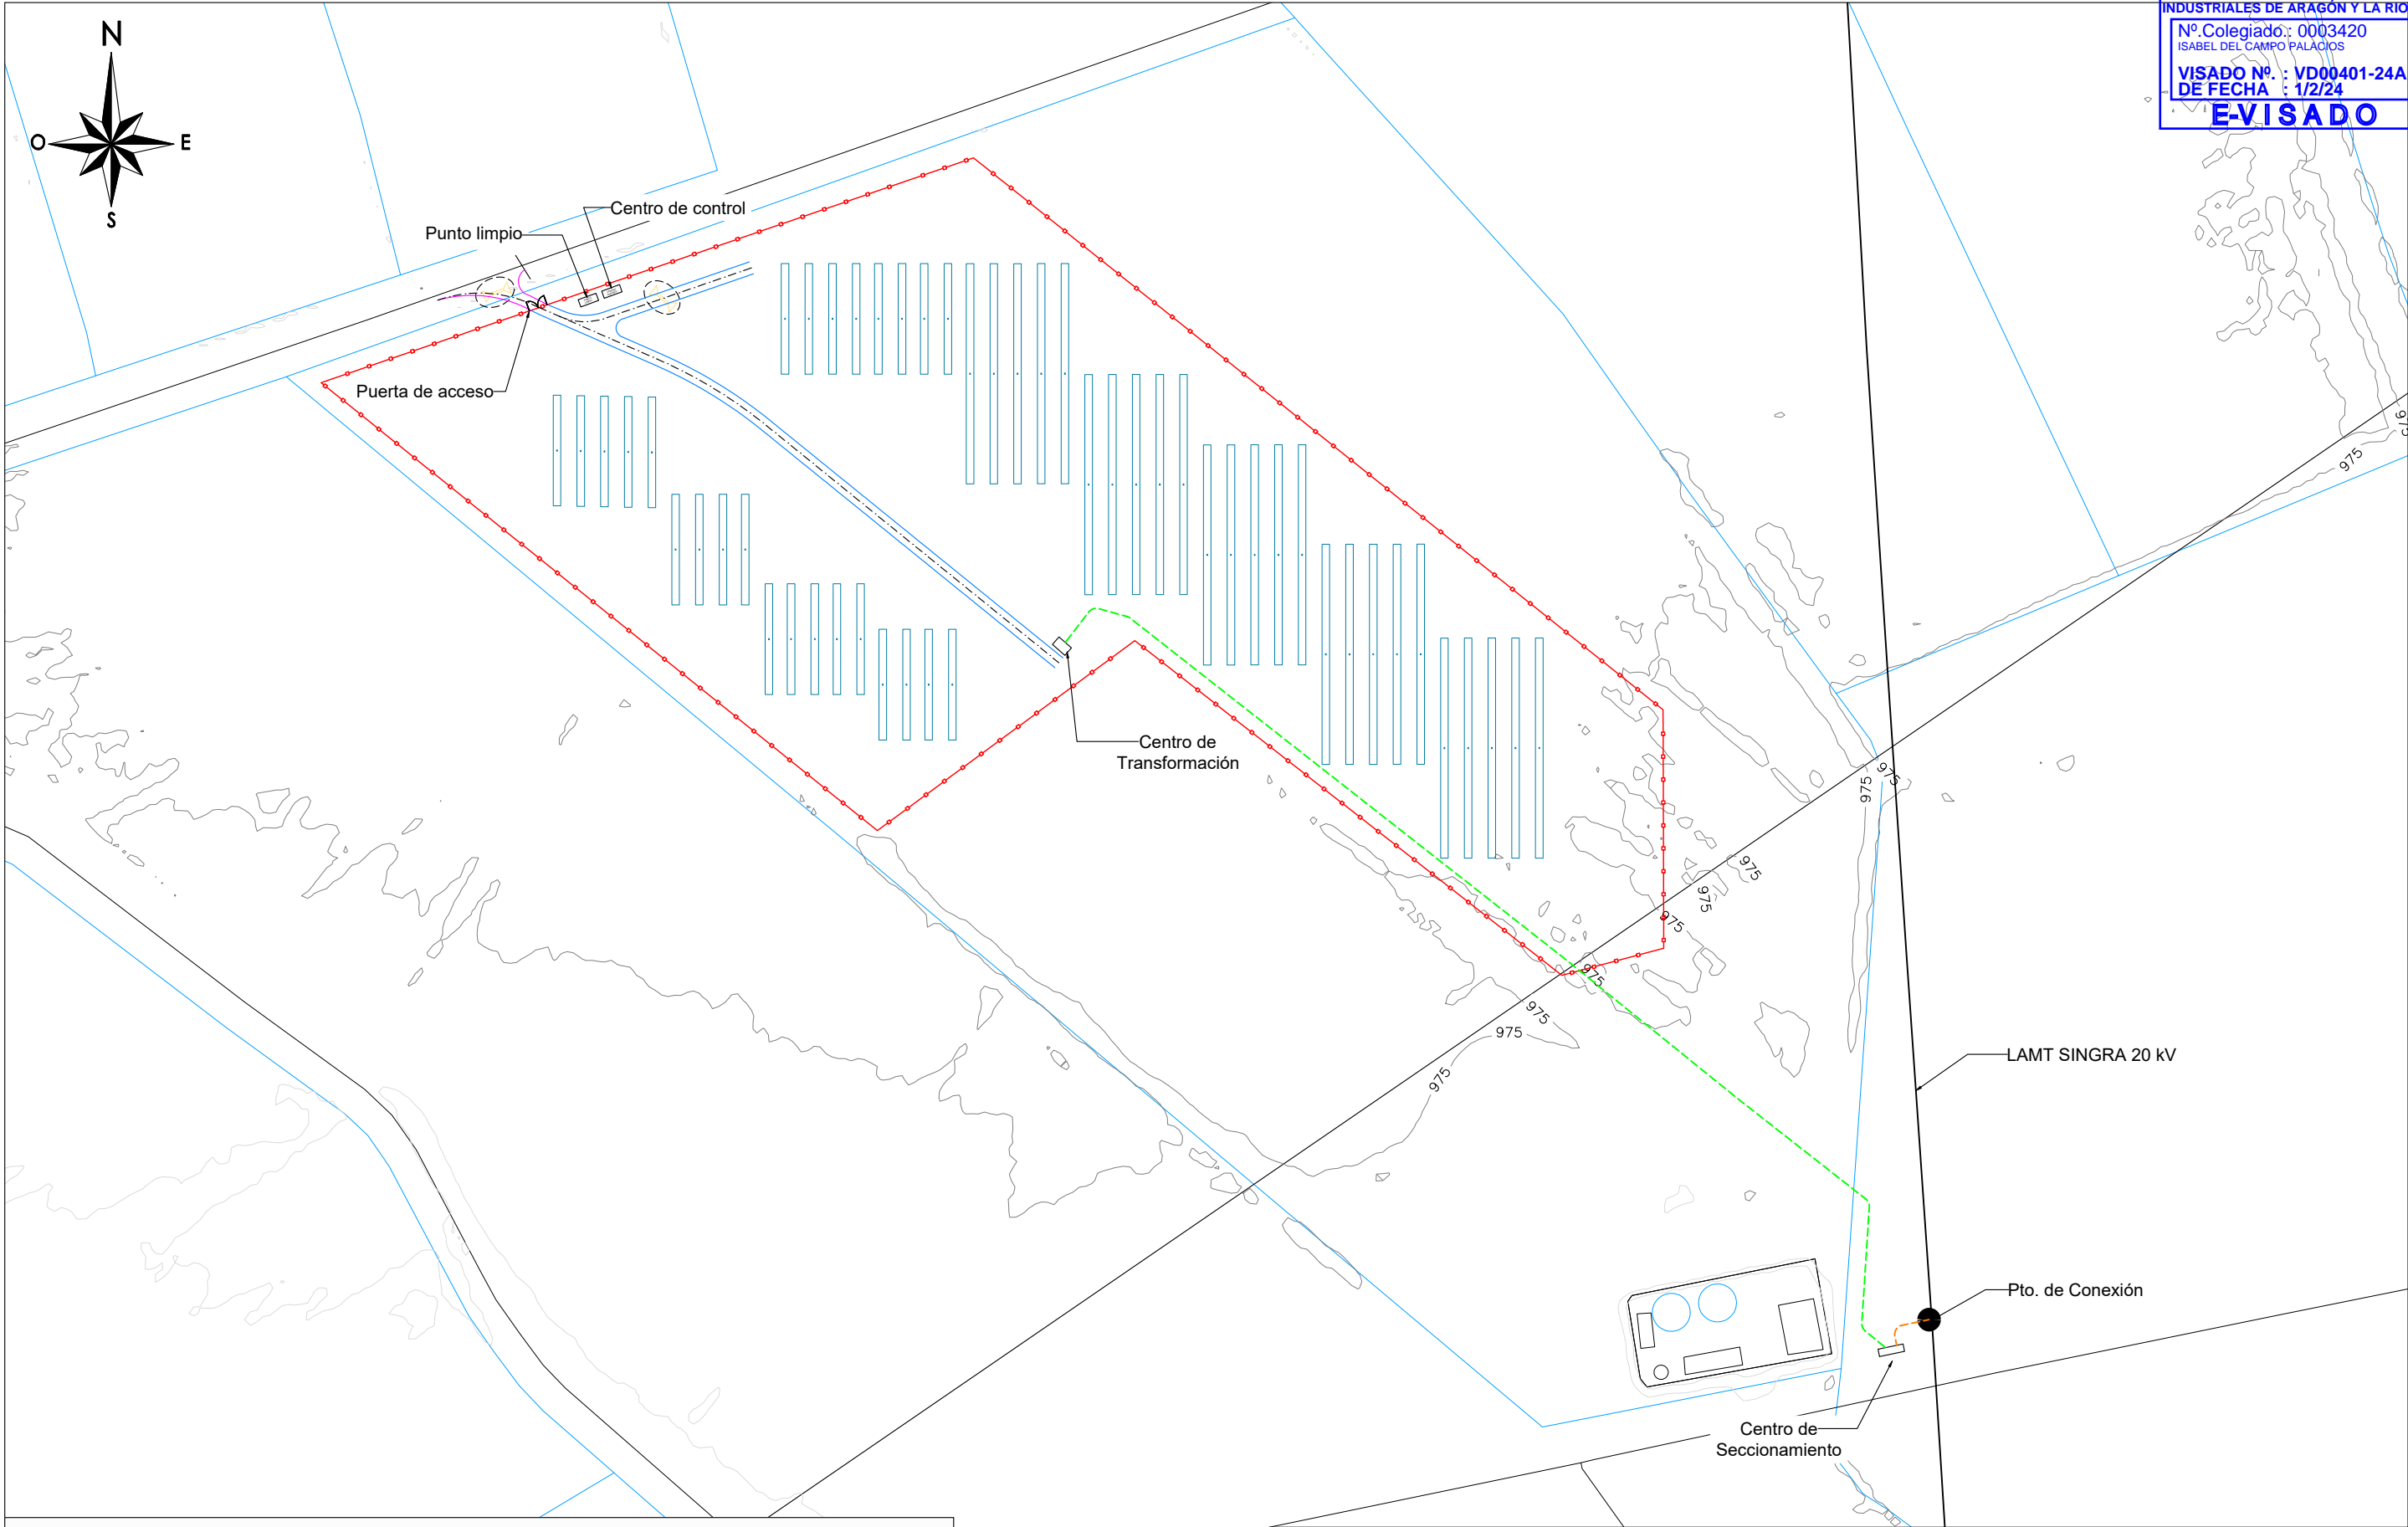 INDUSTRIALES DE ARAGÓN Y LA RIO
Nº.Colegiado.: 0003420
ISABEL DEL CAMPO PALACIOS
VISADO Nº. : VD00401-24A
DE FECHA : 1/2/24
E-VISADO
N
O
E
S
Centro de control
Punto limpio
Puerta de acceso
Centro de
Transformación
975
975
975
975
975
975
975
975
975
975
975
LAMT SINGRA 20 kV
Pto. de Conexión
Centro de
Seccionamiento